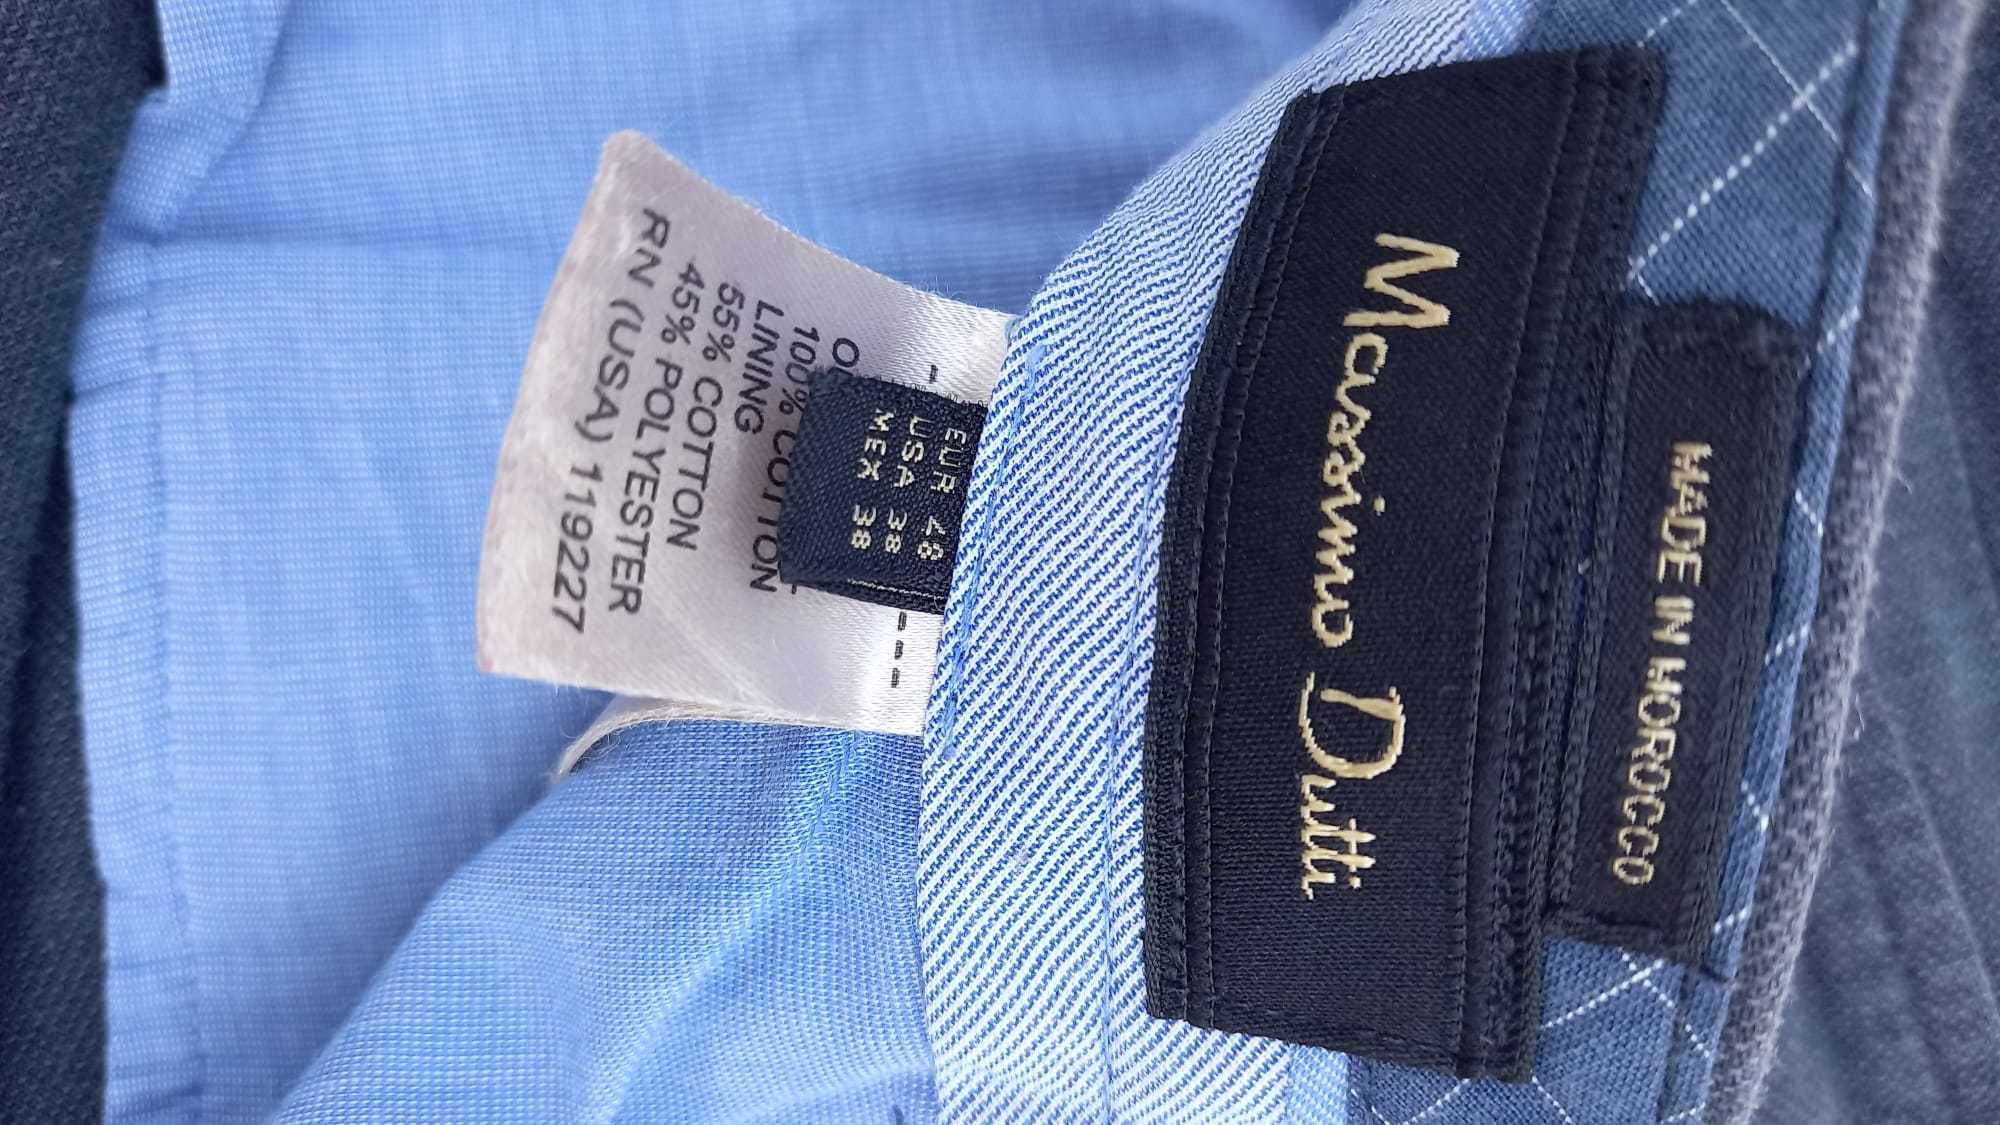 Massimo Dutti
MADE IN MOROCCO
EUR 48
USA 38
MEX 38
100% COTTON
LINING
55% COTTON
45% POLYESTER
RN (USA) 119227